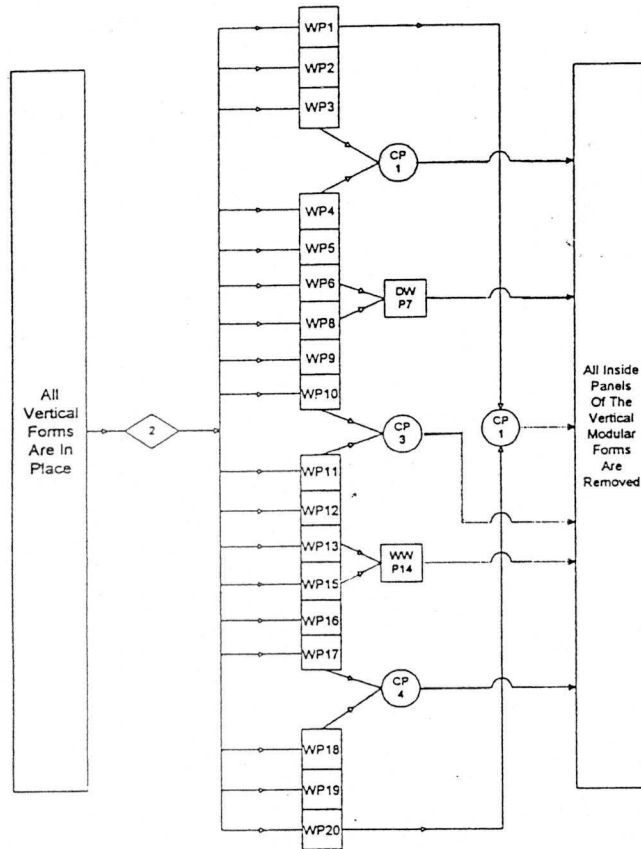 All
Vertical
Forms
Are In
Place
2
WP1
WP2
WP3
CP
1
WP4
WP5
WP6
WP8
DW
P7
WP9
WP10
CP
3
CP
1
WP11
WP12
WP13
WP15
WW
P14
WP16
WP17
CP
4
WP18
WP19
WP20
All Inside
Panels
Of The
Vertical
Modular
Forms
Are
Removed